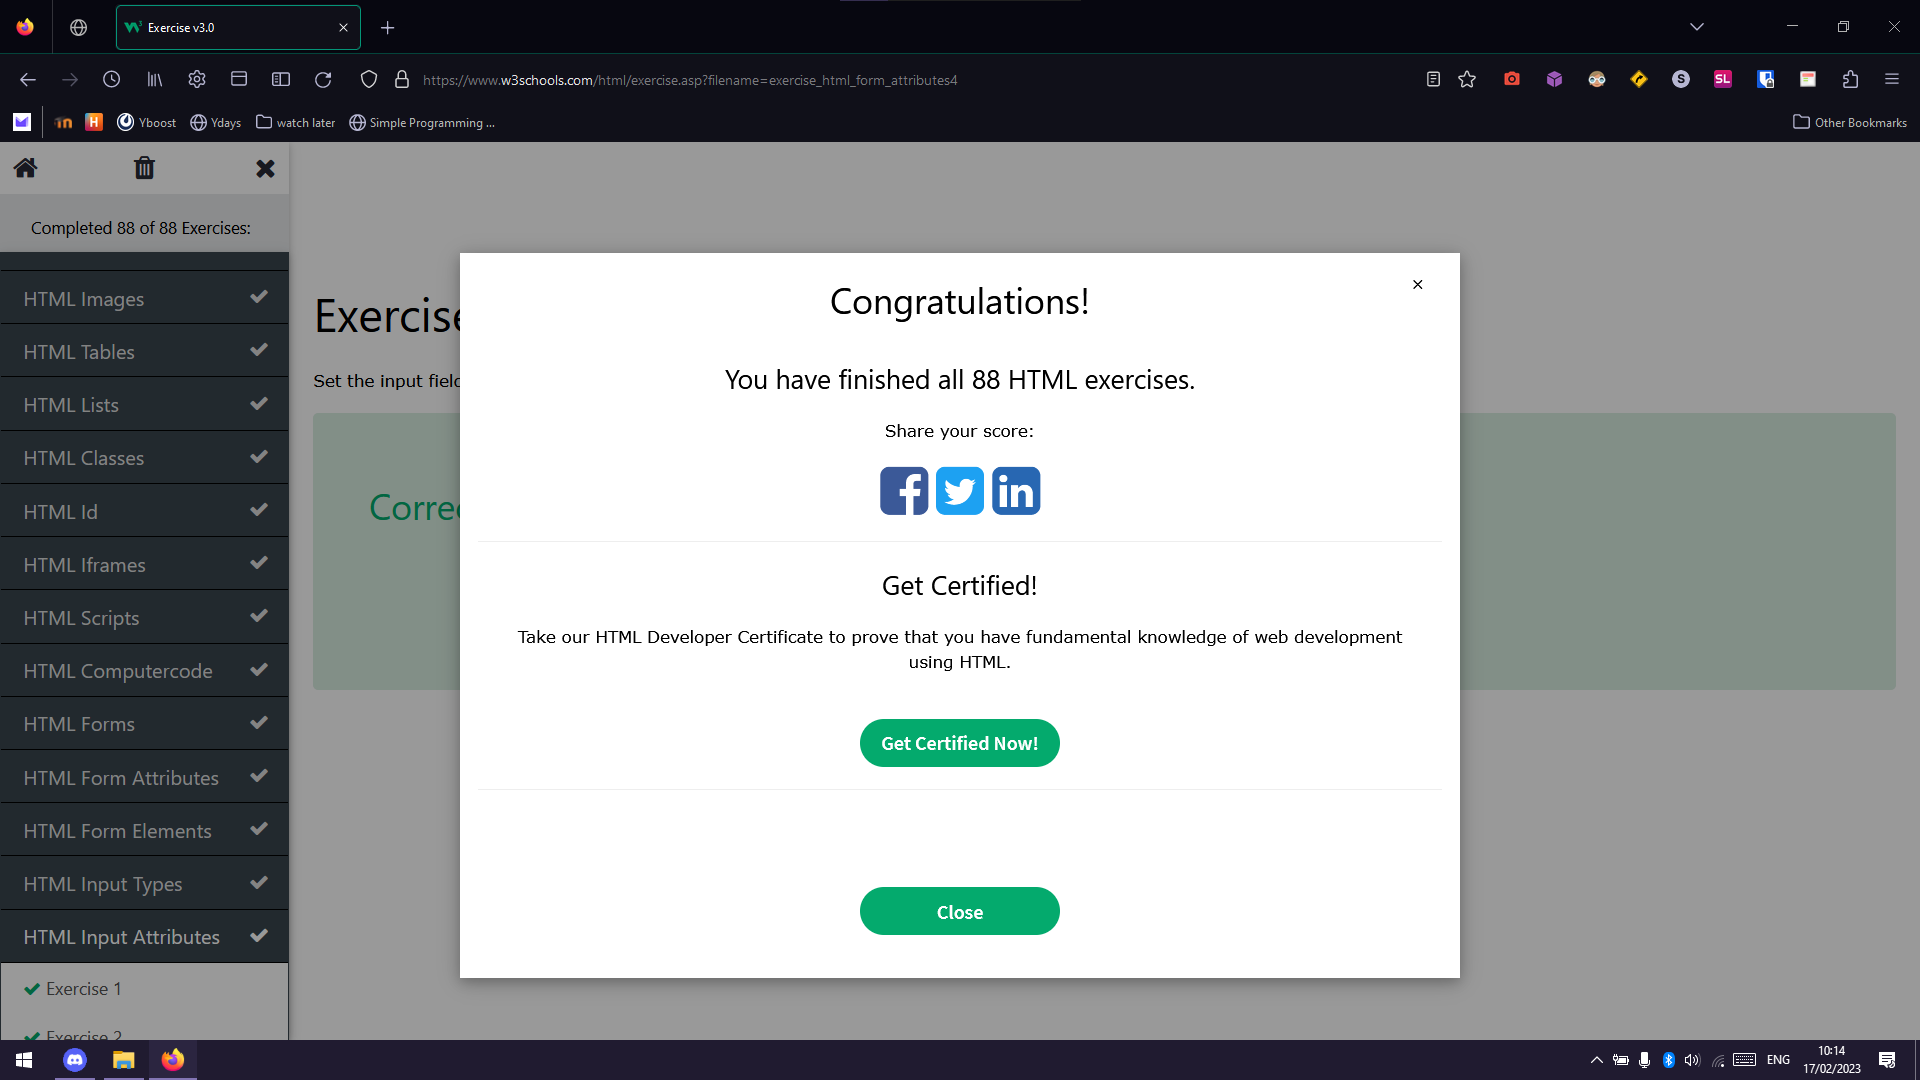 Exercise v3.0
https://www.w3schools.com/html/exercise.asp?filename=exercise_html_form_attributes4
S
SL
in
H
Yboost
Ydays
watch later
Simple Programming ...
Other Bookmarks
Completed 88 of 88 Exercises:
HTML Images
HTML Tables
HTML Lists
HTML Classes
HTML Id
HTML Iframes
HTML Scripts
HTML Computercode
HTML Forms
HTML Form Attributes
HTML Form Elements
HTML Input Types
HTML Input Attributes
Exercise 1
Exercise 2
Exercise
Set the input field
Corre
Congratulations!
You have finished all 88 HTML exercises.
Share your score:
Get Certified!
Take our HTML Developer Certificate to prove that you have fundamental knowledge of web development
using HTML.
Get Certified Now!
Close
ENG
10:14
17/02/2023